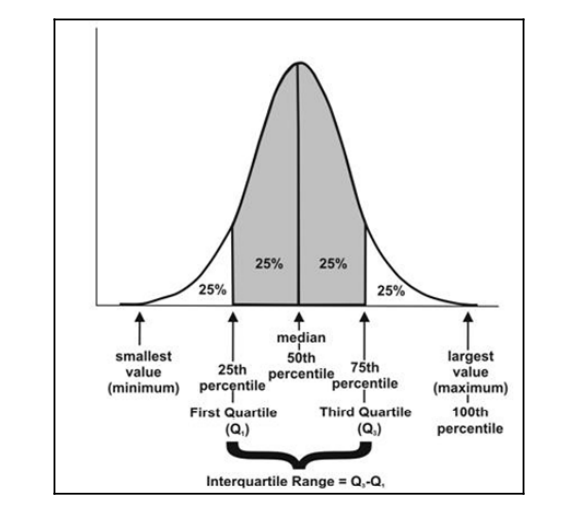 25%
25%
25%
25%
smallest
value
(minimum)
25th
percentile
First Quartile
(Q₁)
median
50th
percentile
75th
percentile
Third Quartile
(Q₃)
largest
value
(maximum)
100th
percentile
Interquartile Range = Q₃-Q₁